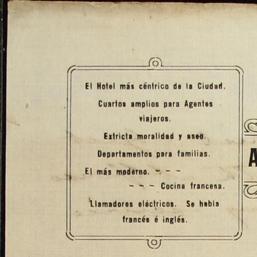 El Hotel más céntrico de la Ciudad.
Cuartos amplios para Agentes
viajeros.
Extricta moralidad y aseo.
Departamentos para familias.
El más moderno. - - -
- - - Cocina francesa.
Llamadores eléctricos. Se habla
francés é inglés.
A